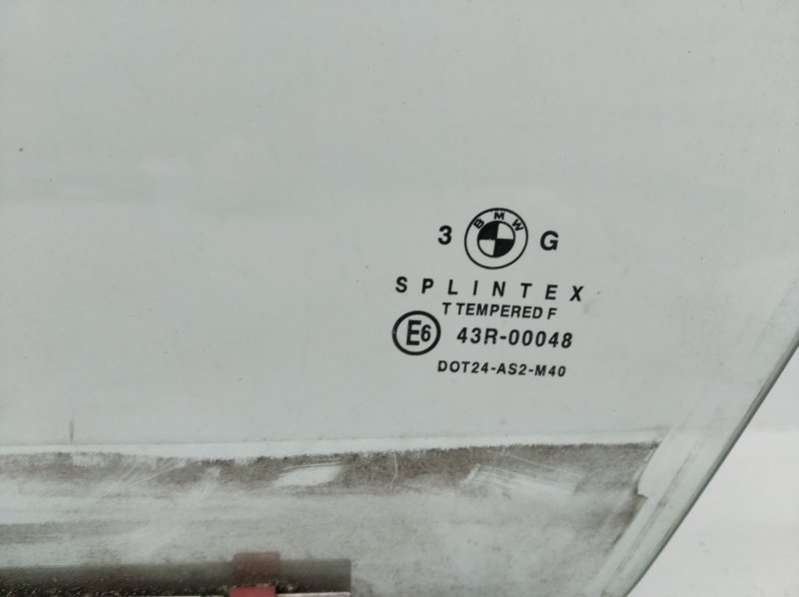 BMW
3 G
SPLINTEX
T TEMPERED F
E6 43R-00048
DOT24-AS2-M40